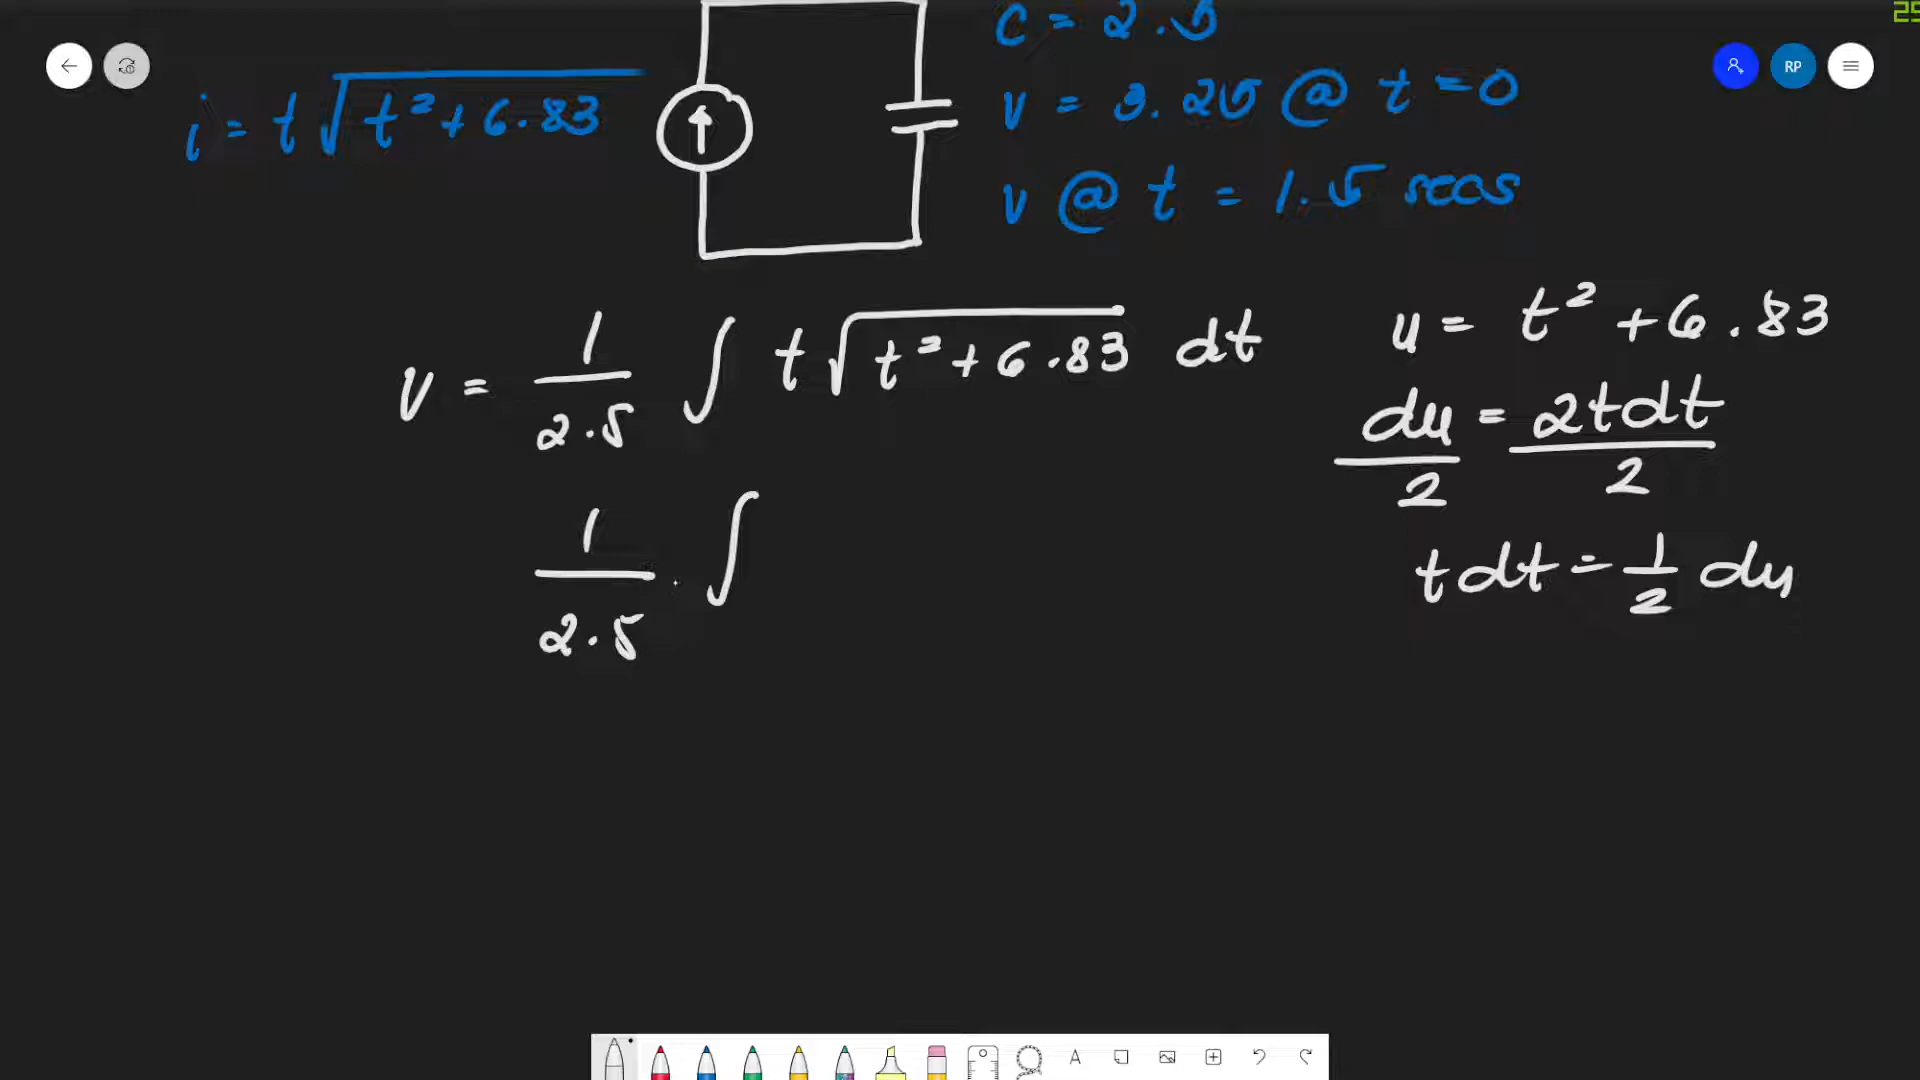 25
C = 2.5
i = t√(t² + 6.83)
V = 3.25 @ t = 0
V @ t = 1.5 secs
RP
V = 1/2.5 ∫ t√(t² + 6.83) dt
u = t² + 6.83
du/2 = 2tdt/2
1/2.5 · ∫
tdt = 1/2 du
A